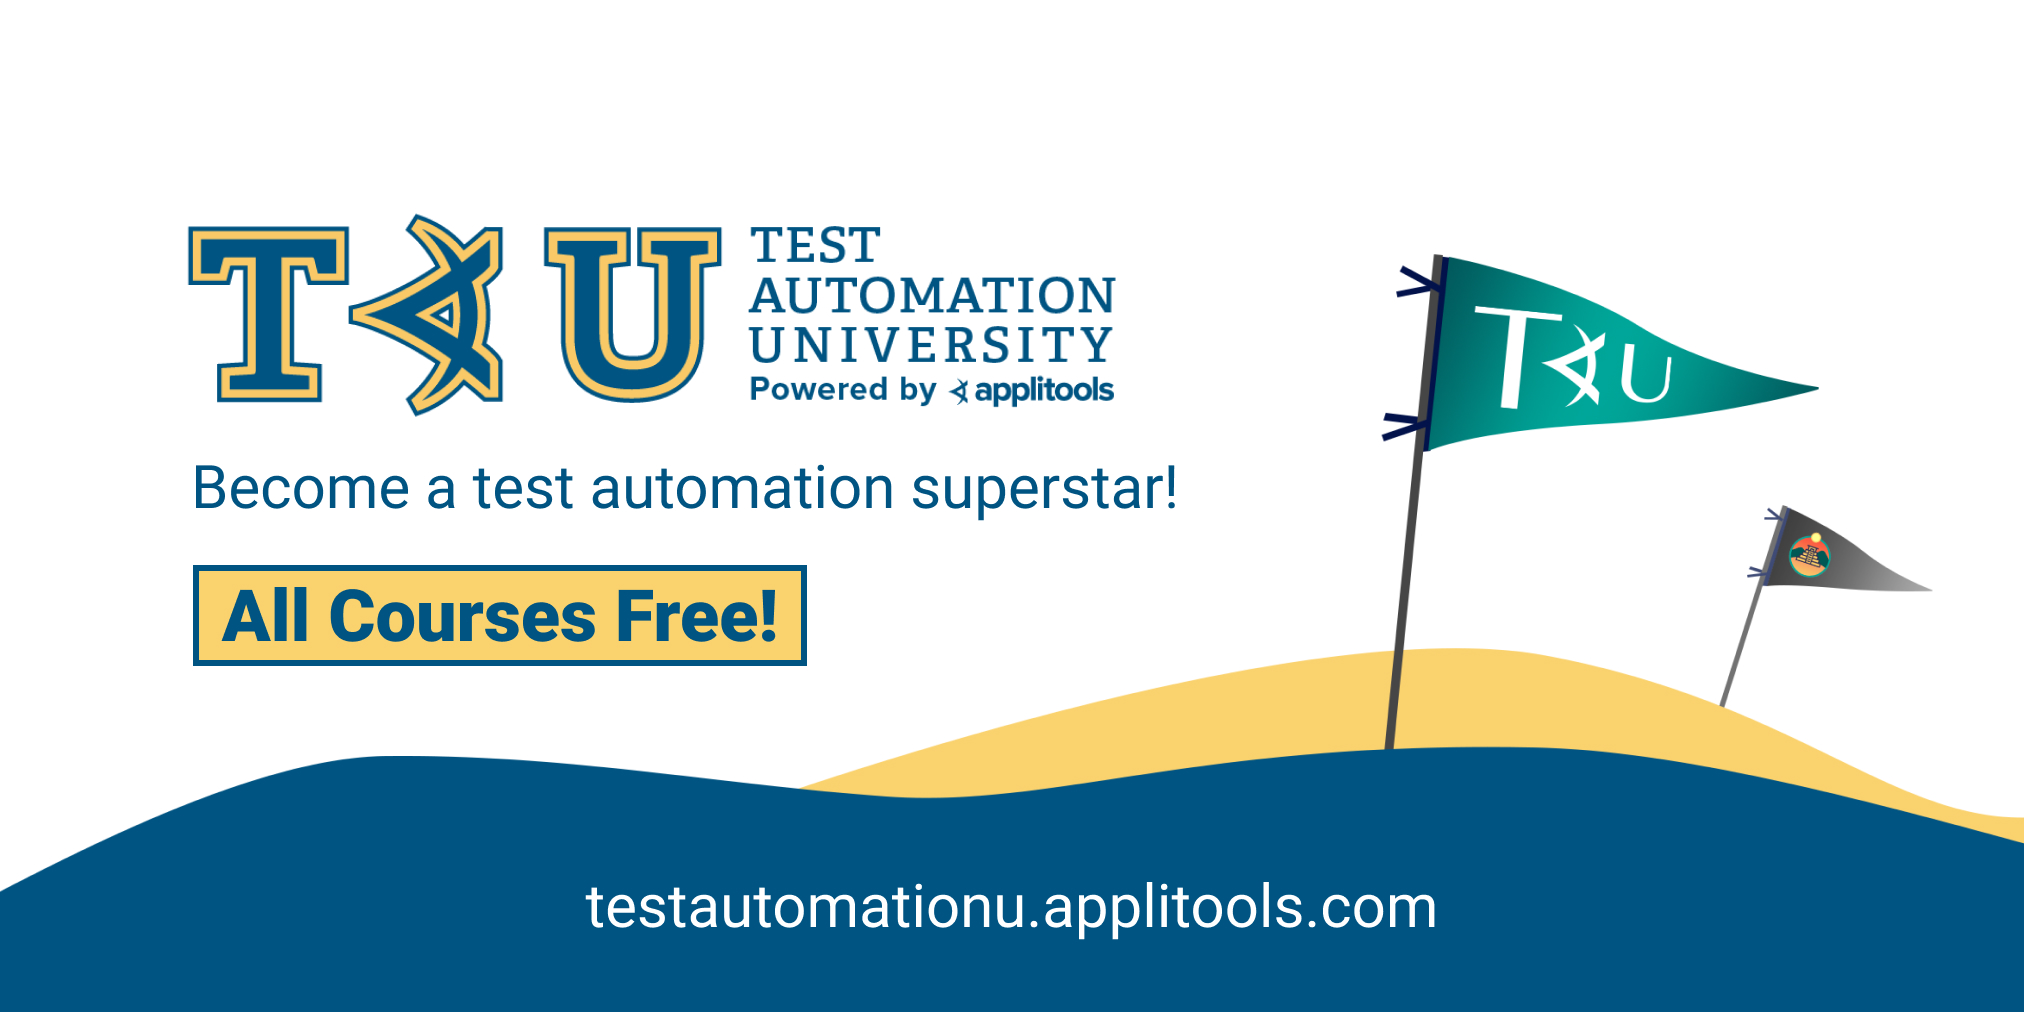 TAU
TEST
AUTOMATION
UNIVERSITY
Powered by applitools
Become a test automation superstar!
All Courses Free!
TAU
testautomationu.applitools.com